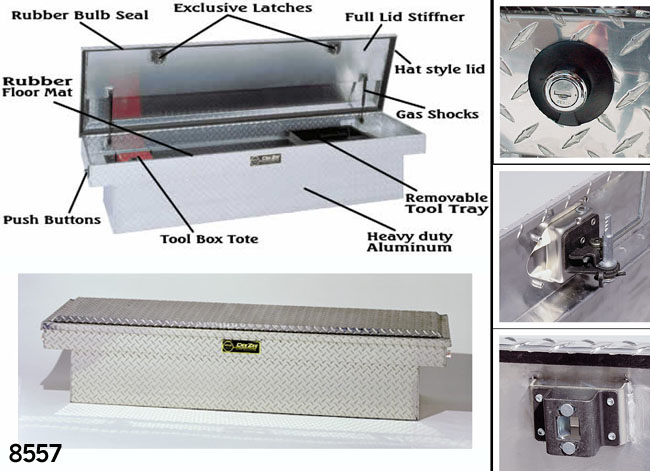 Exclusive Latches
Rubber Bulb Seal
Full Lid Stiffner
Hat style lid
Rubber
Floor Mat
Gas Shocks
Push Buttons
Tool Box Tote
Removable
Tool Tray
Heavy duty
Aluminum
DeeZee
8557